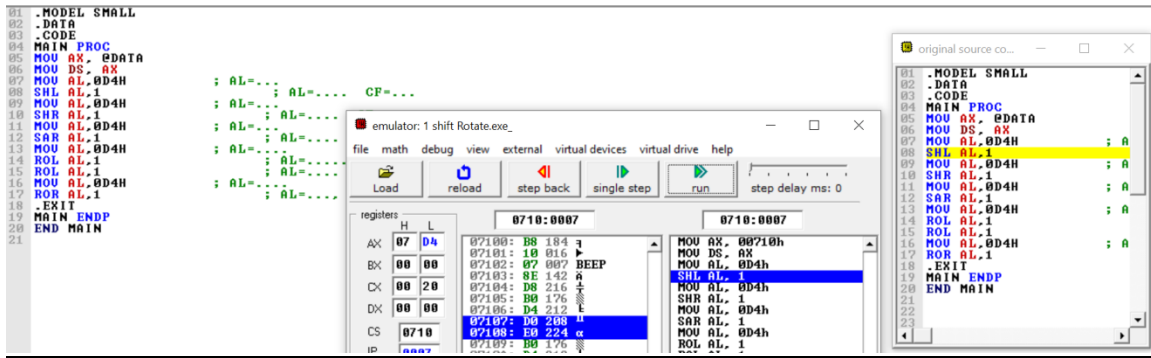 01 .MODEL SMALL
02 .DATA
03 .CODE
04 MAIN PROC
05 MOV AX, @DATA
06 MOV DS, AX
07 MOV AL,0D4H ; AL=...
08 SHL AL,1 ; AL=.... CF=...
09 MOV AL,0D4H ; AL=...
10 SHR AL,1 ; AL=....
11 MOV AL,0D4H ; AL=...
12 SAR AL,1 ; AL=....
13 MOV AL,0D4H ; AL=...
14 ROL AL,1 ; AL=....
15 ROL AL,1 ; AL=....
16 MOV AL,0D4H ; AL=....
17 ROR AL,1 ; AL=....,
18 .EXIT
19 MAIN ENDP
20 END MAIN
21
emulator: 1 shift Rotate.exe_
file math debug view external virtual devices virtual drive help
Load reload step back single step run step delay ms: 0
registers
H L
AX 07 D4
BX 00 00
CX 00 20
DX 00 00
CS 0710
IP 0007
0710:0007 0710:0007
07100: B8 184 ╕
07101: 10 016 ►
07102: 07 007 BEEP
07103: 8E 142 Ä
07104: D8 216 ╪
07105: B0 176 ░
07106: D4 212 ╘
07107: D0 208 ╨
07108: E0 224 α
07109: B0 176 ░
MOV AX, 00710h
MOV DS, AX
MOV AL, 0D4h
SHL AL, 1
MOV AL, 0D4h
SHR AL, 1
MOV AL, 0D4h
SAR AL, 1
MOV AL, 0D4h
ROL AL, 1
original source co...
01 .MODEL SMALL
02 .DATA
03 .CODE
04 MAIN PROC
05 MOV AX, @DATA
06 MOV DS, AX
07 MOV AL,0D4H ; A
08 SHL AL,1
09 MOV AL,0D4H ; A
10 SHR AL,1
11 MOV AL,0D4H ; A
12 SAR AL,1
13 MOV AL,0D4H ; A
14 ROL AL,1
15 ROL AL,1
16 MOV AL,0D4H ; A
17 ROR AL,1
18 .EXIT
19 MAIN ENDP
20 END MAIN
21
22
23